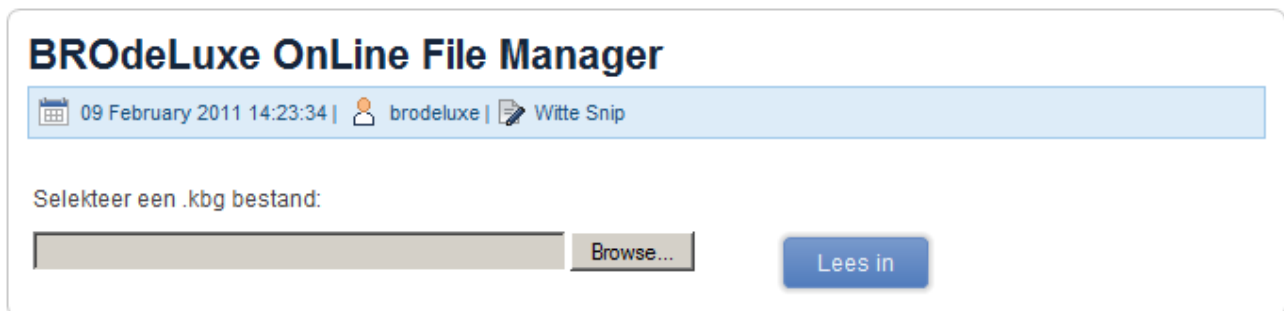 BROdeLuxe OnLine File Manager
09 February 2011 14:23:34 | brodeluxe | Witte Snip
Selekteer een .kbg bestand:
Browse... Lees in